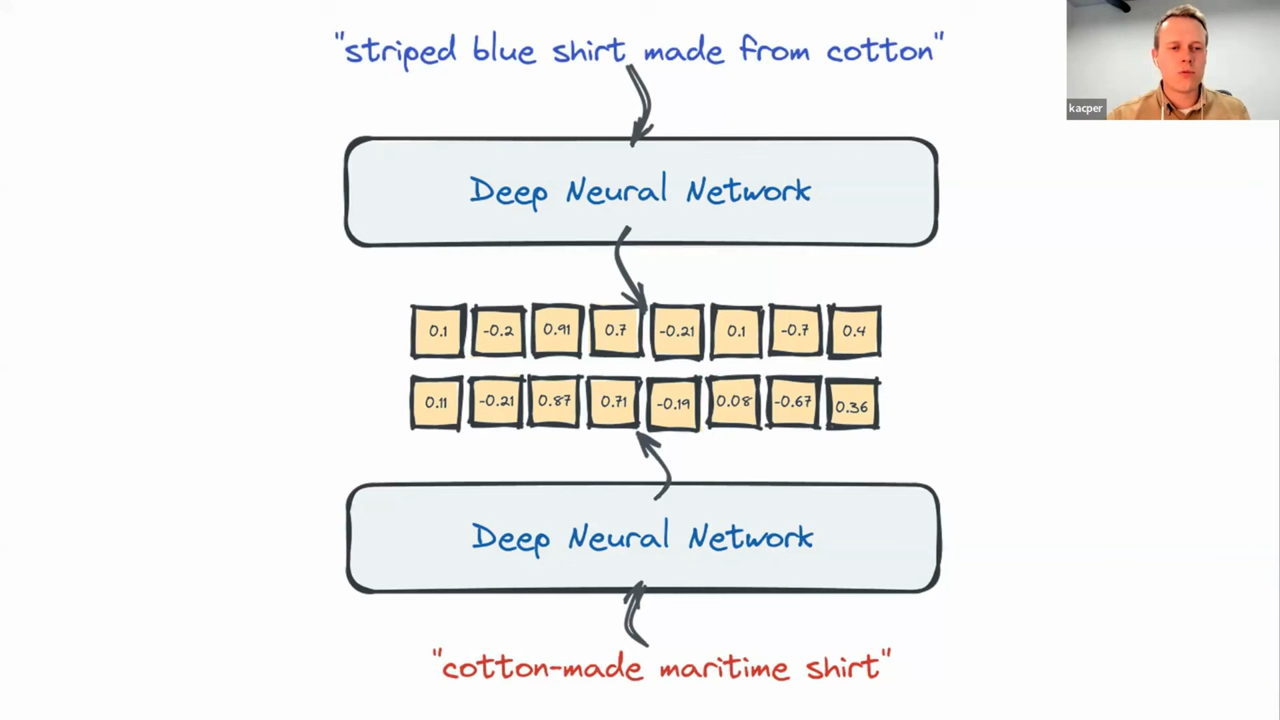 "striped blue shirt made from cotton"
kacper
Deep Neural Network
0.1 -0.2 0.91 0.7 -0.21 0.1 -0.7 0.4
0.11 -0.21 0.87 0.71 -0.19 0.08 -0.67 0.36
Deep Neural Network
"cotton-made maritime shirt"